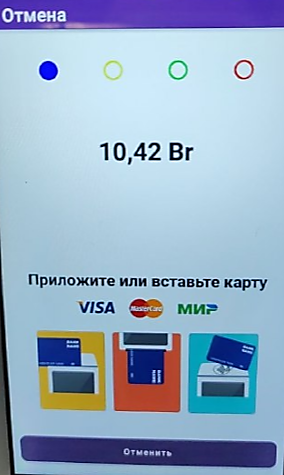 Отмена
10,42 Br
Приложите или вставьте карту
VISA MasterCard МИР
Отменить